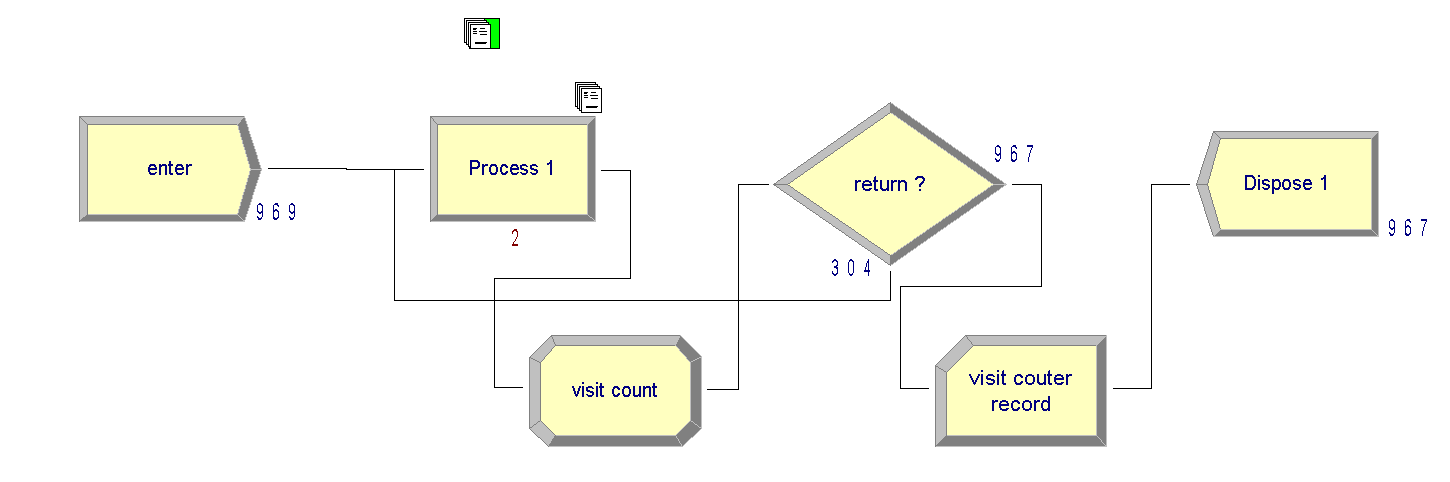 enter
969
Process 1
2
visit count
return ?
967
304
visit couter
record
Dispose 1
967